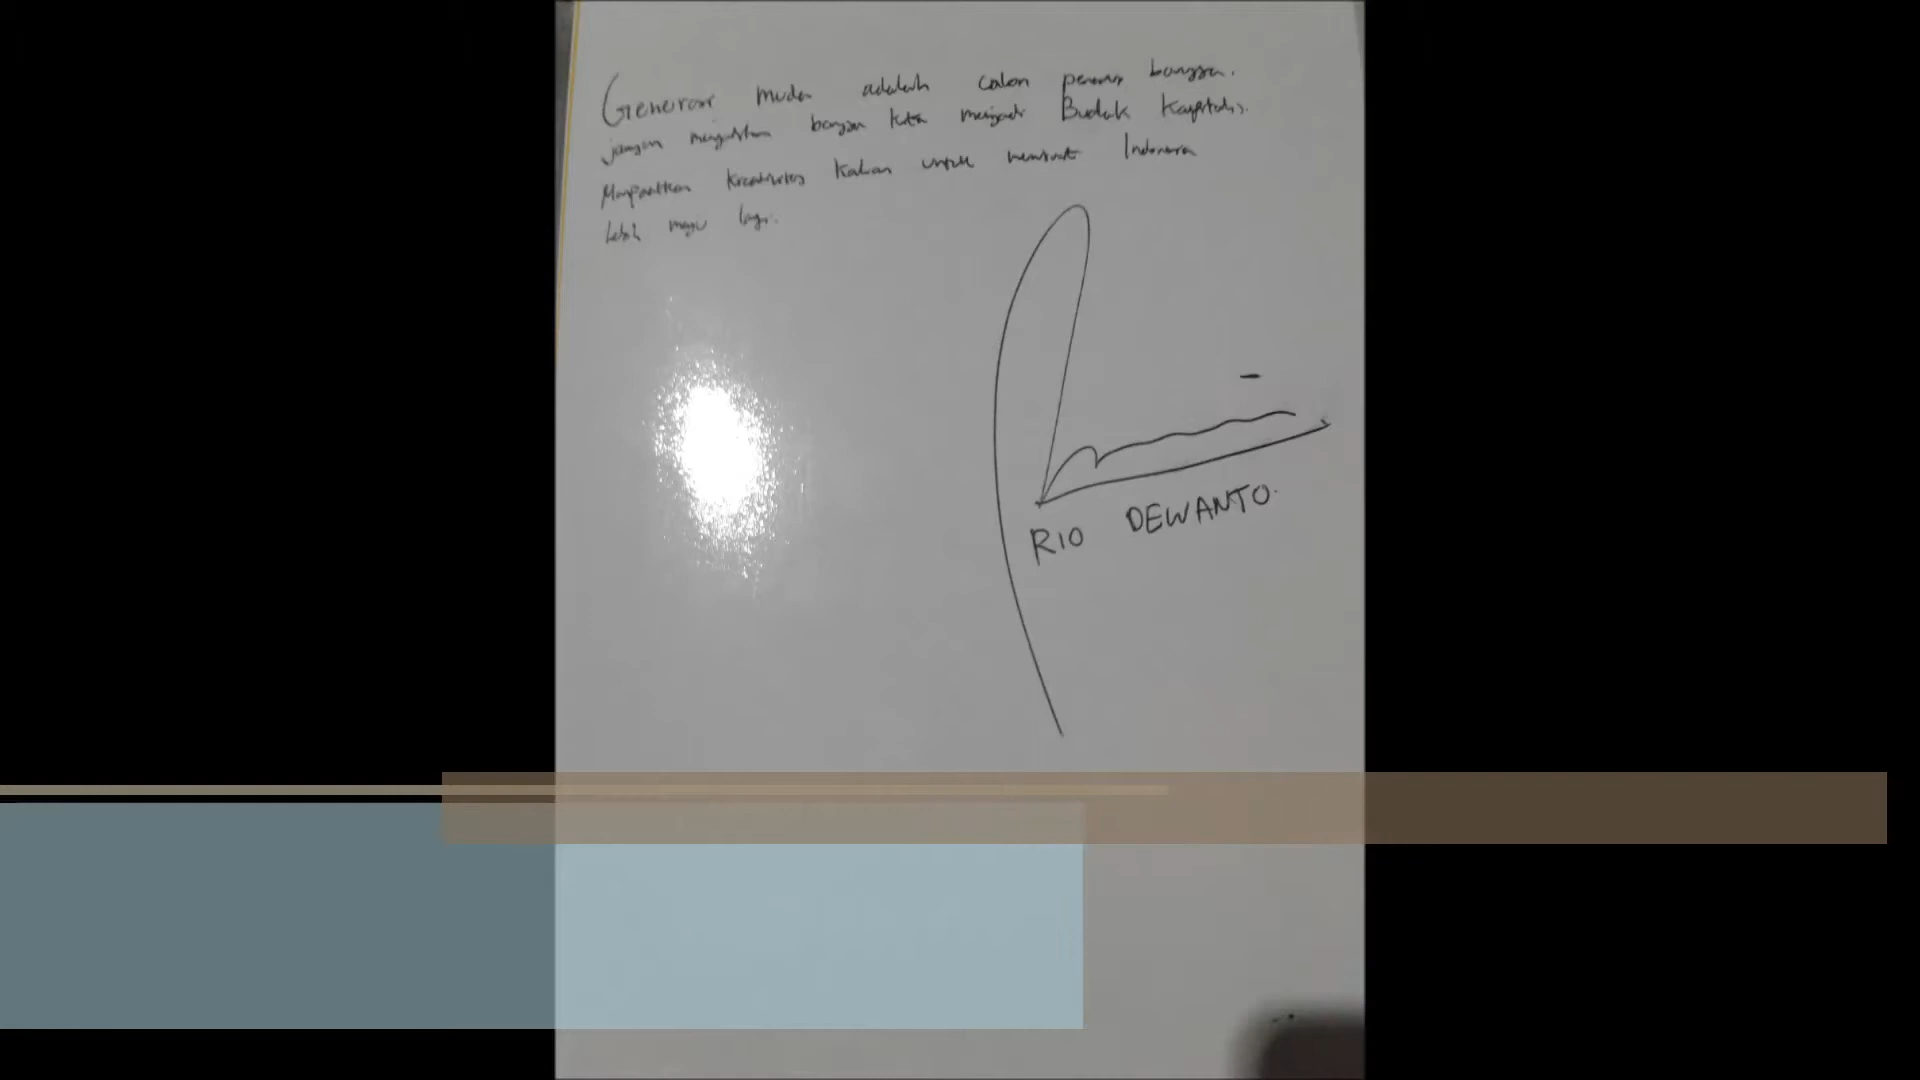 Generasi muda adalah calon penerus bangsa.
jangan bangsa kita menjadi Budak Kapitalis.
Manfaatkan kreativitas kalian untuk membuat Indonesia
Lebih maju lagi.
RIO DEWANTO.